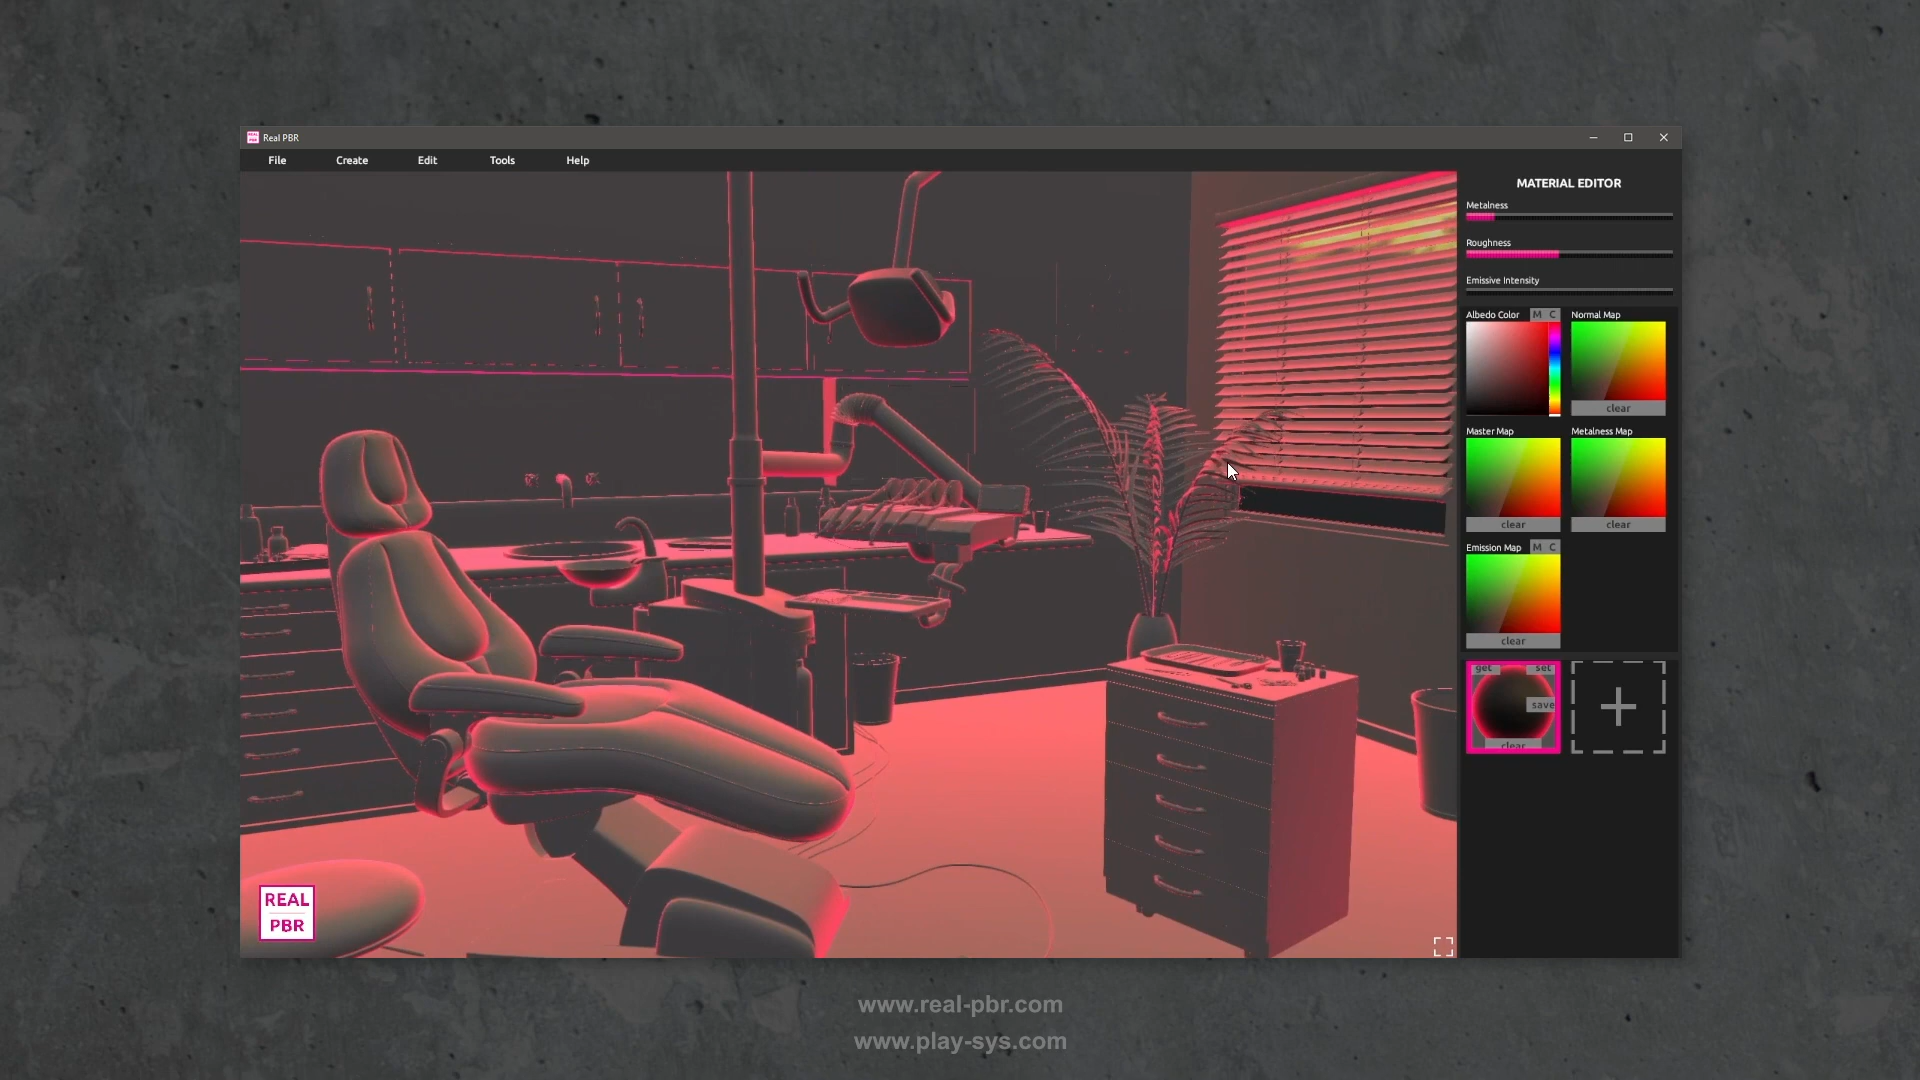 Real PBR
File Create Edit Tools Help
MATERIAL EDITOR
Metalness
Roughness
Emissive Intensity
Albedo Color M C Normal Map
clear
Master Map Metalness Map
clear clear
Emission Map M C
clear
get set
save
clear
REAL
PBR
www.real-pbr.com
www.play-sys.com